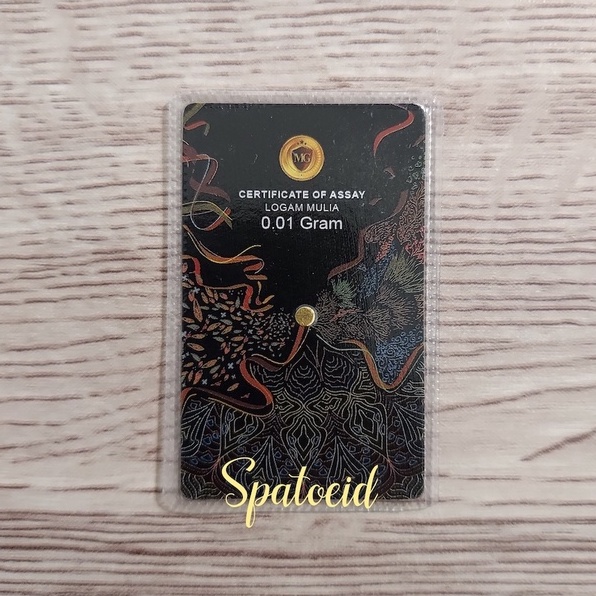 MG
CERTIFICATE OF ASSAY
LOGAM MULIA
0.01 Gram
Spatoeid